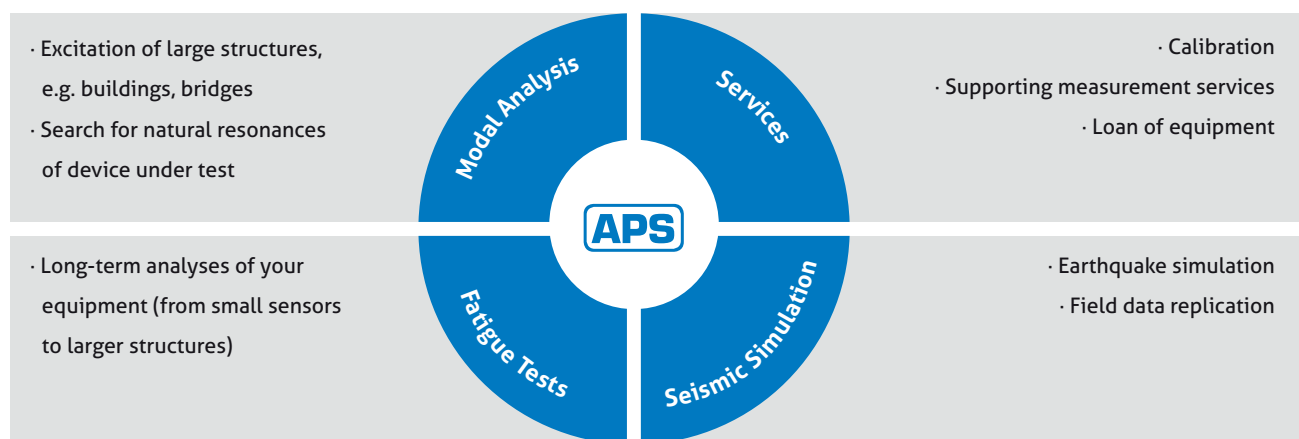 · Excitation of large structures,
e.g. buildings, bridges
· Search for natural resonances
of device under test
Modal Analysis
Services
· Calibration
· Supporting measurement services
· Loan of equipment
APS
· Long-term analyses of your
equipment (from small sensors
to larger structures)
Fatigue Tests
Seismic Simulation
· Earthquake simulation
· Field data replication